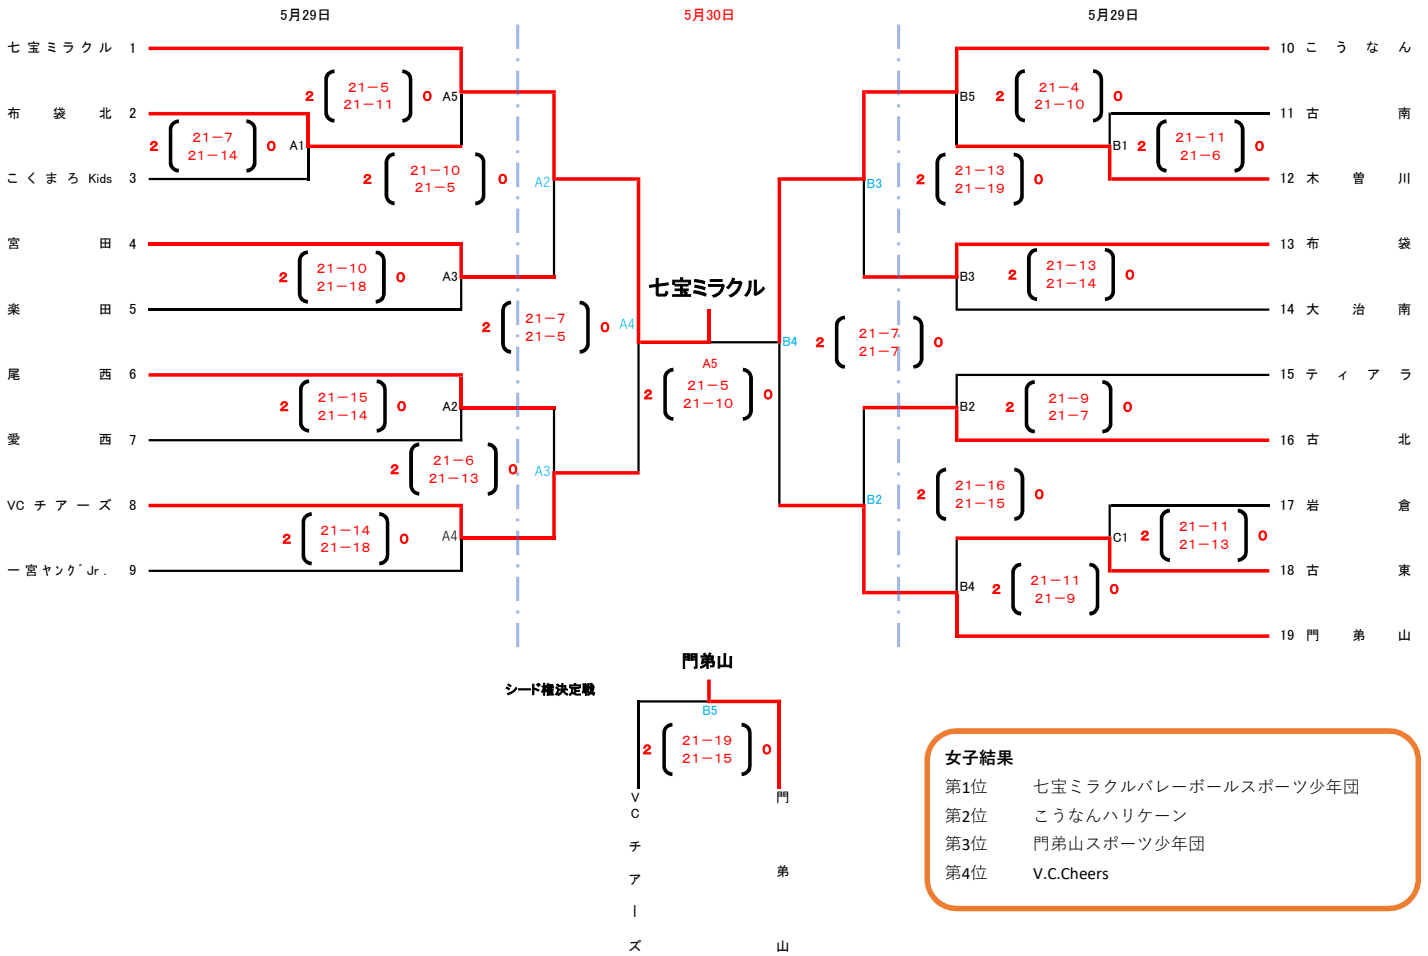 5月29日
5月30日
5月29日
七宝ミラクル 1
布袋北 2
こくまろ Kids 3
宮田 4
楽田 5
尾西 6
愛西 7
VC チアーズ 8
一宮ヤングJr. 9
10 こうなん
11 古南
12 木曽川
13 布袋
14 大治南
15 ティアラ
16 古北
17 岩倉
18 古東
19 門弟山
2 21-5 0 A5
21-11
2 21-7 0 A1
21-14
2 21-10 0 A2
21-5
2 21-10 0 A3
21-18
2 21-7 0 A4
21-5
2 21-15 0 A2
21-14
2 21-6 0 A3
21-13
2 21-14 0 A4
21-18
七宝ミラクル
A5
2 21-5 0
21-10
B5 2 21-4 0
21-10
B1 2 21-11 0
21-6
B3 2 21-13 0
21-19
B3 2 21-13 0
21-14
B4 2 21-7 0
21-7
B2 2 21-9 0
21-7
B2 2 21-16 0
21-15
C1 2 21-11 0
21-13
B4 2 21-11 0
21-9
門弟山
シード権決定戦
B5
2 21-19 0
21-15
VCチアーズ
門弟山
女子結果
第1位 七宝ミラクルバレーボールスポーツ少年団
第2位 こうなんハリケーン
第3位 門弟山スポーツ少年団
第4位 V.C.Cheers